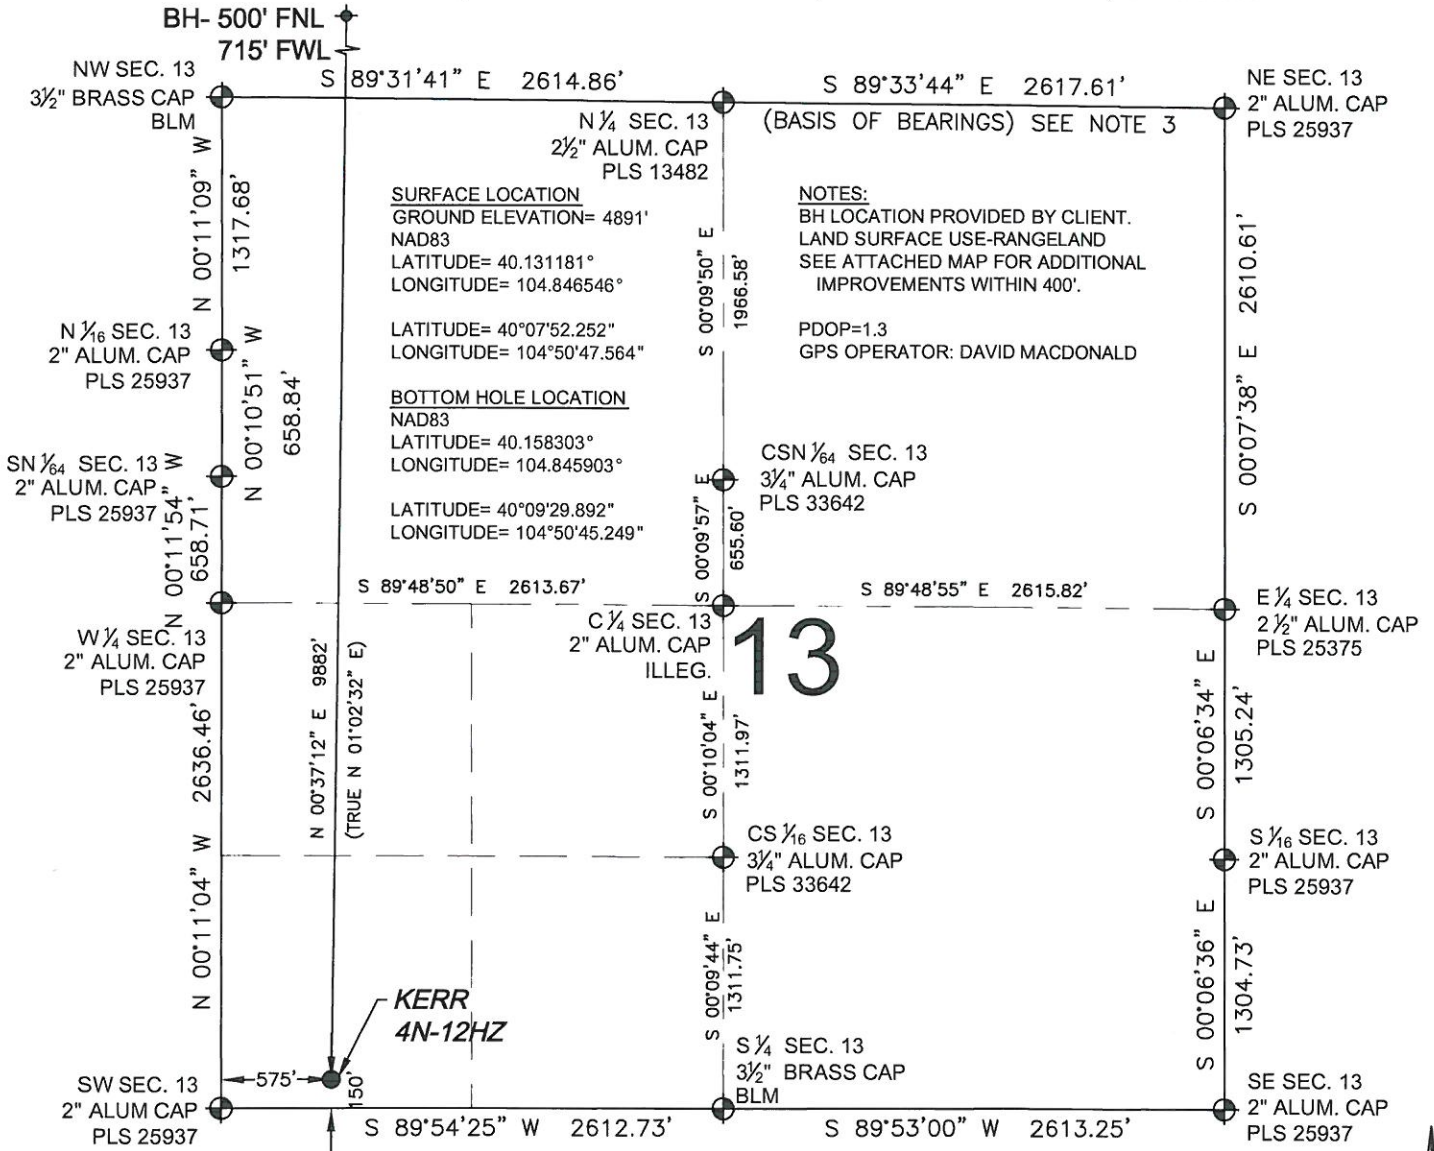 BH- 500' FNL
715' FWL
NW SEC. 13
3½" BRASS CAP
BLM
S 89°31'41" E 2614.86'
S 89°33'44" E 2617.61'
(BASIS OF BEARINGS) SEE NOTE 3
NE SEC. 13
2" ALUM. CAP
PLS 25937
N ¼ SEC. 13
2½" ALUM. CAP
PLS 13482
N 00°11'09" W
1317.68'
SURFACE LOCATION
GROUND ELEVATION= 4891'
NAD83
LATITUDE= 40.131181°
LONGITUDE= 104.846546°
LATITUDE= 40°07'52.252"
LONGITUDE= 104°50'47.564"
BOTTOM HOLE LOCATION
NAD83
LATITUDE= 40.158303°
LONGITUDE= 104.845903°
LATITUDE= 40°09'29.892"
LONGITUDE= 104°50'45.249"
S 00°09'50" E
1966.58'
NOTES:
BH LOCATION PROVIDED BY CLIENT.
LAND SURFACE USE-RANGELAND
SEE ATTACHED MAP FOR ADDITIONAL
IMPROVEMENTS WITHIN 400'.
PDOP=1.3
GPS OPERATOR: DAVID MACDONALD
S 00°07'38" E 2610.61'
N 1/16 SEC. 13
2" ALUM. CAP
PLS 25937
N 00°10'51" W
658.84'
SN 1/64 SEC. 13
2" ALUM. CAP
PLS 25937
N 00°11'54" W
658.71'
CSN 1/64 SEC. 13
3¼" ALUM. CAP
PLS 33642
S 00°09'57" E
655.60'
S 89°48'50" E 2613.67'
S 89°48'55" E 2615.82'
W ¼ SEC. 13
2" ALUM. CAP
PLS 25937
C ¼ SEC. 13
2" ALUM. CAP
ILLEG.
13
E ¼ SEC. 13
2 ½" ALUM. CAP
PLS 25375
N 00°11'04" W 2636.46'
N 00°37'12" E 9882'
(TRUE N 01°02'32" E)
S 00°10'04" E
1311.97'
S 00°06'34" E
1305.24'
CS 1/16 SEC. 13
3¼" ALUM. CAP
PLS 33642
S 1/16 SEC. 13
2" ALUM. CAP
PLS 25937
S 00°09'44" E
1311.75'
S 00°06'36" E
1304.73'
KERR
4N-12HZ
575'
150'
SW SEC. 13
2" ALUM CAP
PLS 25937
S ¼ SEC. 13
3½" BRASS CAP
BLM
SE SEC. 13
2" ALUM. CAP
PLS 25937
S 89°54'25" W 2612.73'
S 89°53'00" W 2613.25'